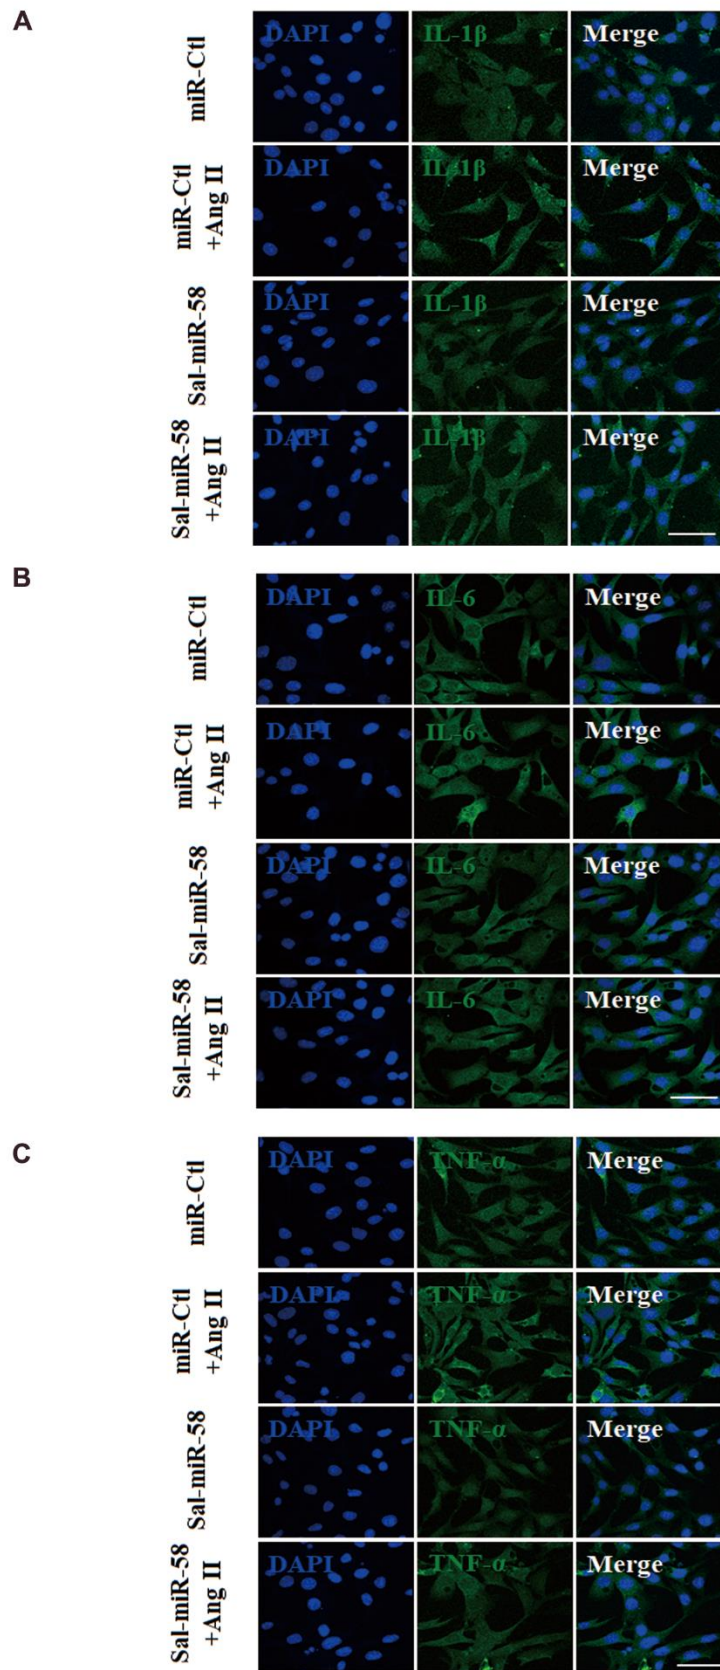 A
miR-Ctl
DAPI
IL-1β
Merge
miR-Ctl
+Ang II
DAPI
IL-1β
Merge
Sal-miR-58
DAPI
IL-1β
Merge
Sal-miR-58
+Ang II
DAPI
IL-1β
Merge
B
miR-Ctl
DAPI
IL-6
Merge
miR-Ctl
+Ang II
DAPI
IL-6
Merge
Sal-miR-58
DAPI
IL-6
Merge
Sal-miR-58
+Ang II
DAPI
IL-6
Merge
C
miR-Ctl
DAPI
TNF-α
Merge
miR-Ctl
+Ang II
DAPI
TNF-α
Merge
Sal-miR-58
DAPI
TNF-α
Merge
Sal-miR-58
+Ang II
DAPI
TNF-α
Merge